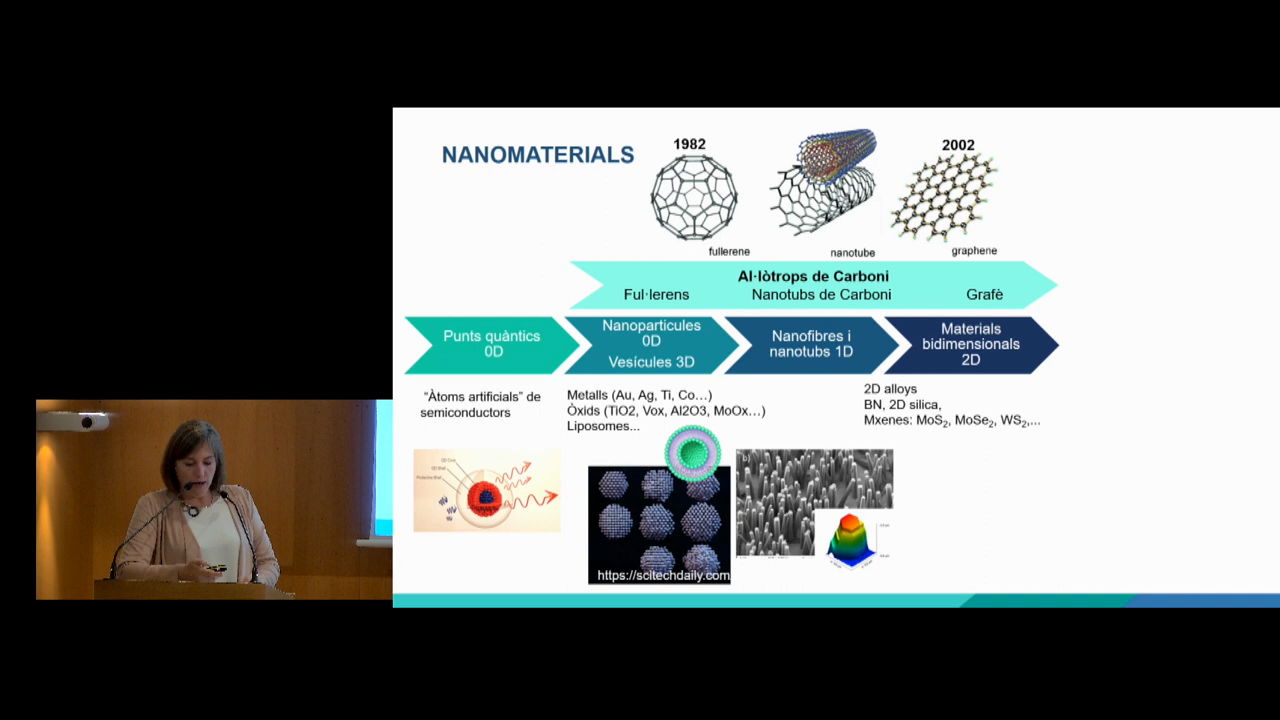 NANOMATERIALS
1982
2002
fullerene
nanotube
graphene
Al·lòtrops de Carboni
Ful·lerens
Nanotubs de Carboni
Grafè
Punts quàntics
0D
Nanoparticules
0D
Vesícules 3D
Nanofibres i
nanotubs 1D
Materials
bidimensionals
2D
“Àtoms artificials” de
semiconductors
Metalls (Au, Ag, Ti, Co…)
Òxids (TiO2, Vox, Al2O3, MoOx…)
Liposomes...
2D alloys
BN, 2D silica,
Mxenes: MoS2, MoSe2, WS2,...
b)
https://scitechdaily.com